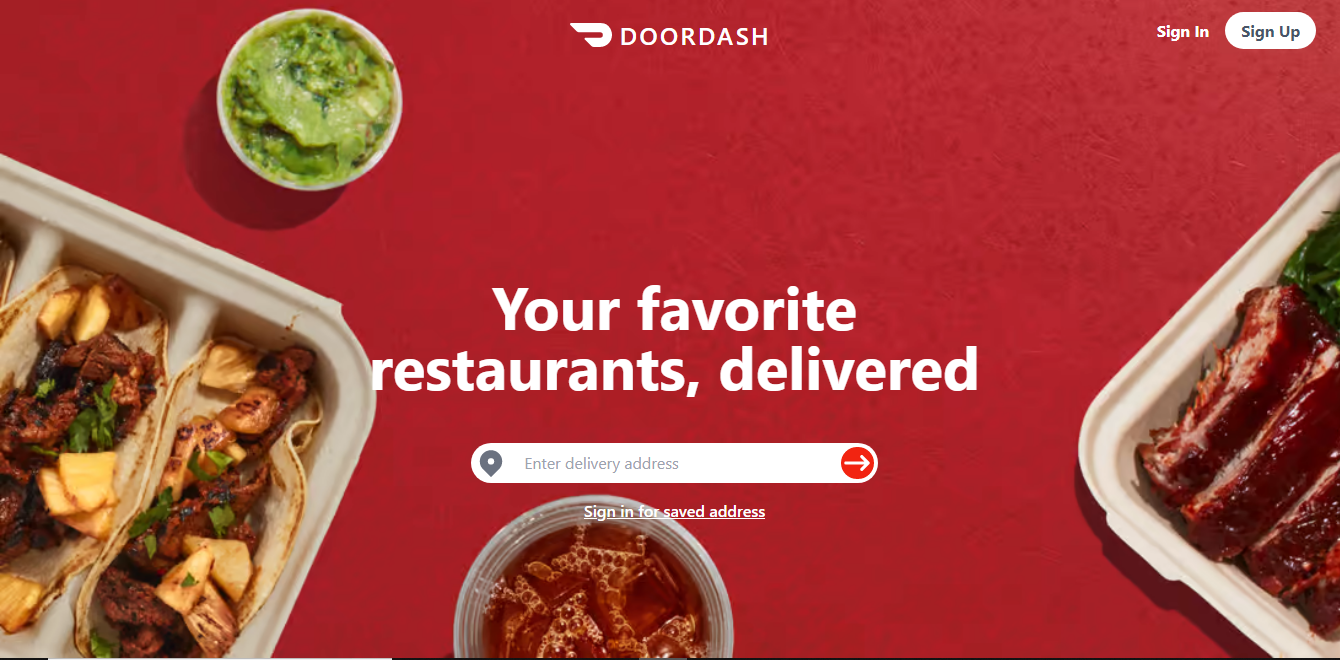 DOORDASH
Sign In
Sign Up
Your favorite
restaurants, delivered
Enter delivery address
Sign in for saved address